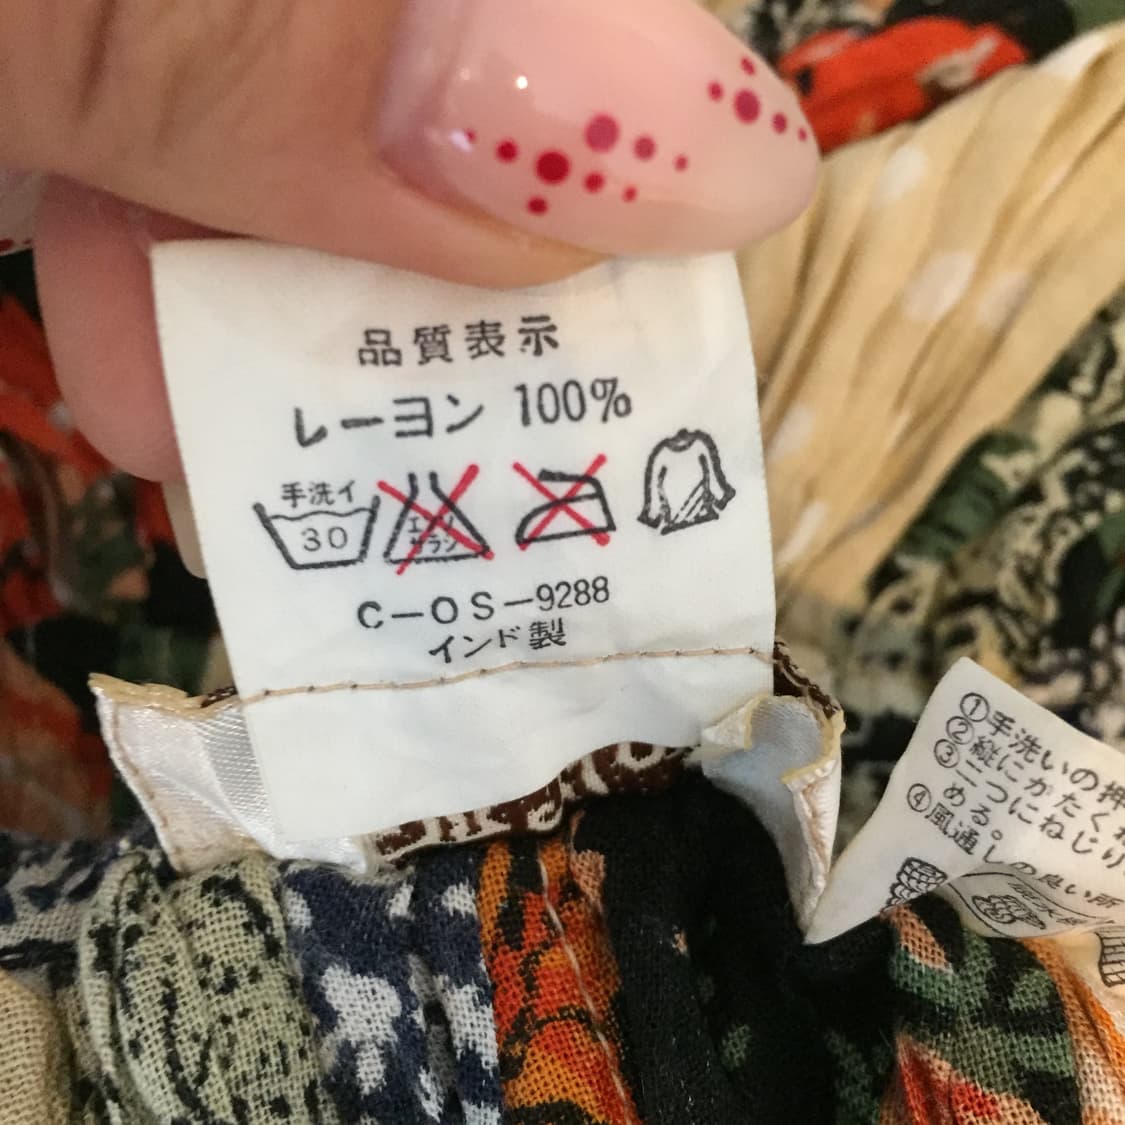 品質表示
レーヨン 100%
手洗イ
30
エンソ
サラシ
C－OS－9288
インド製
①手洗いの押
②縦にかたくね
③二つにねじり
める。
④風通しの良い所